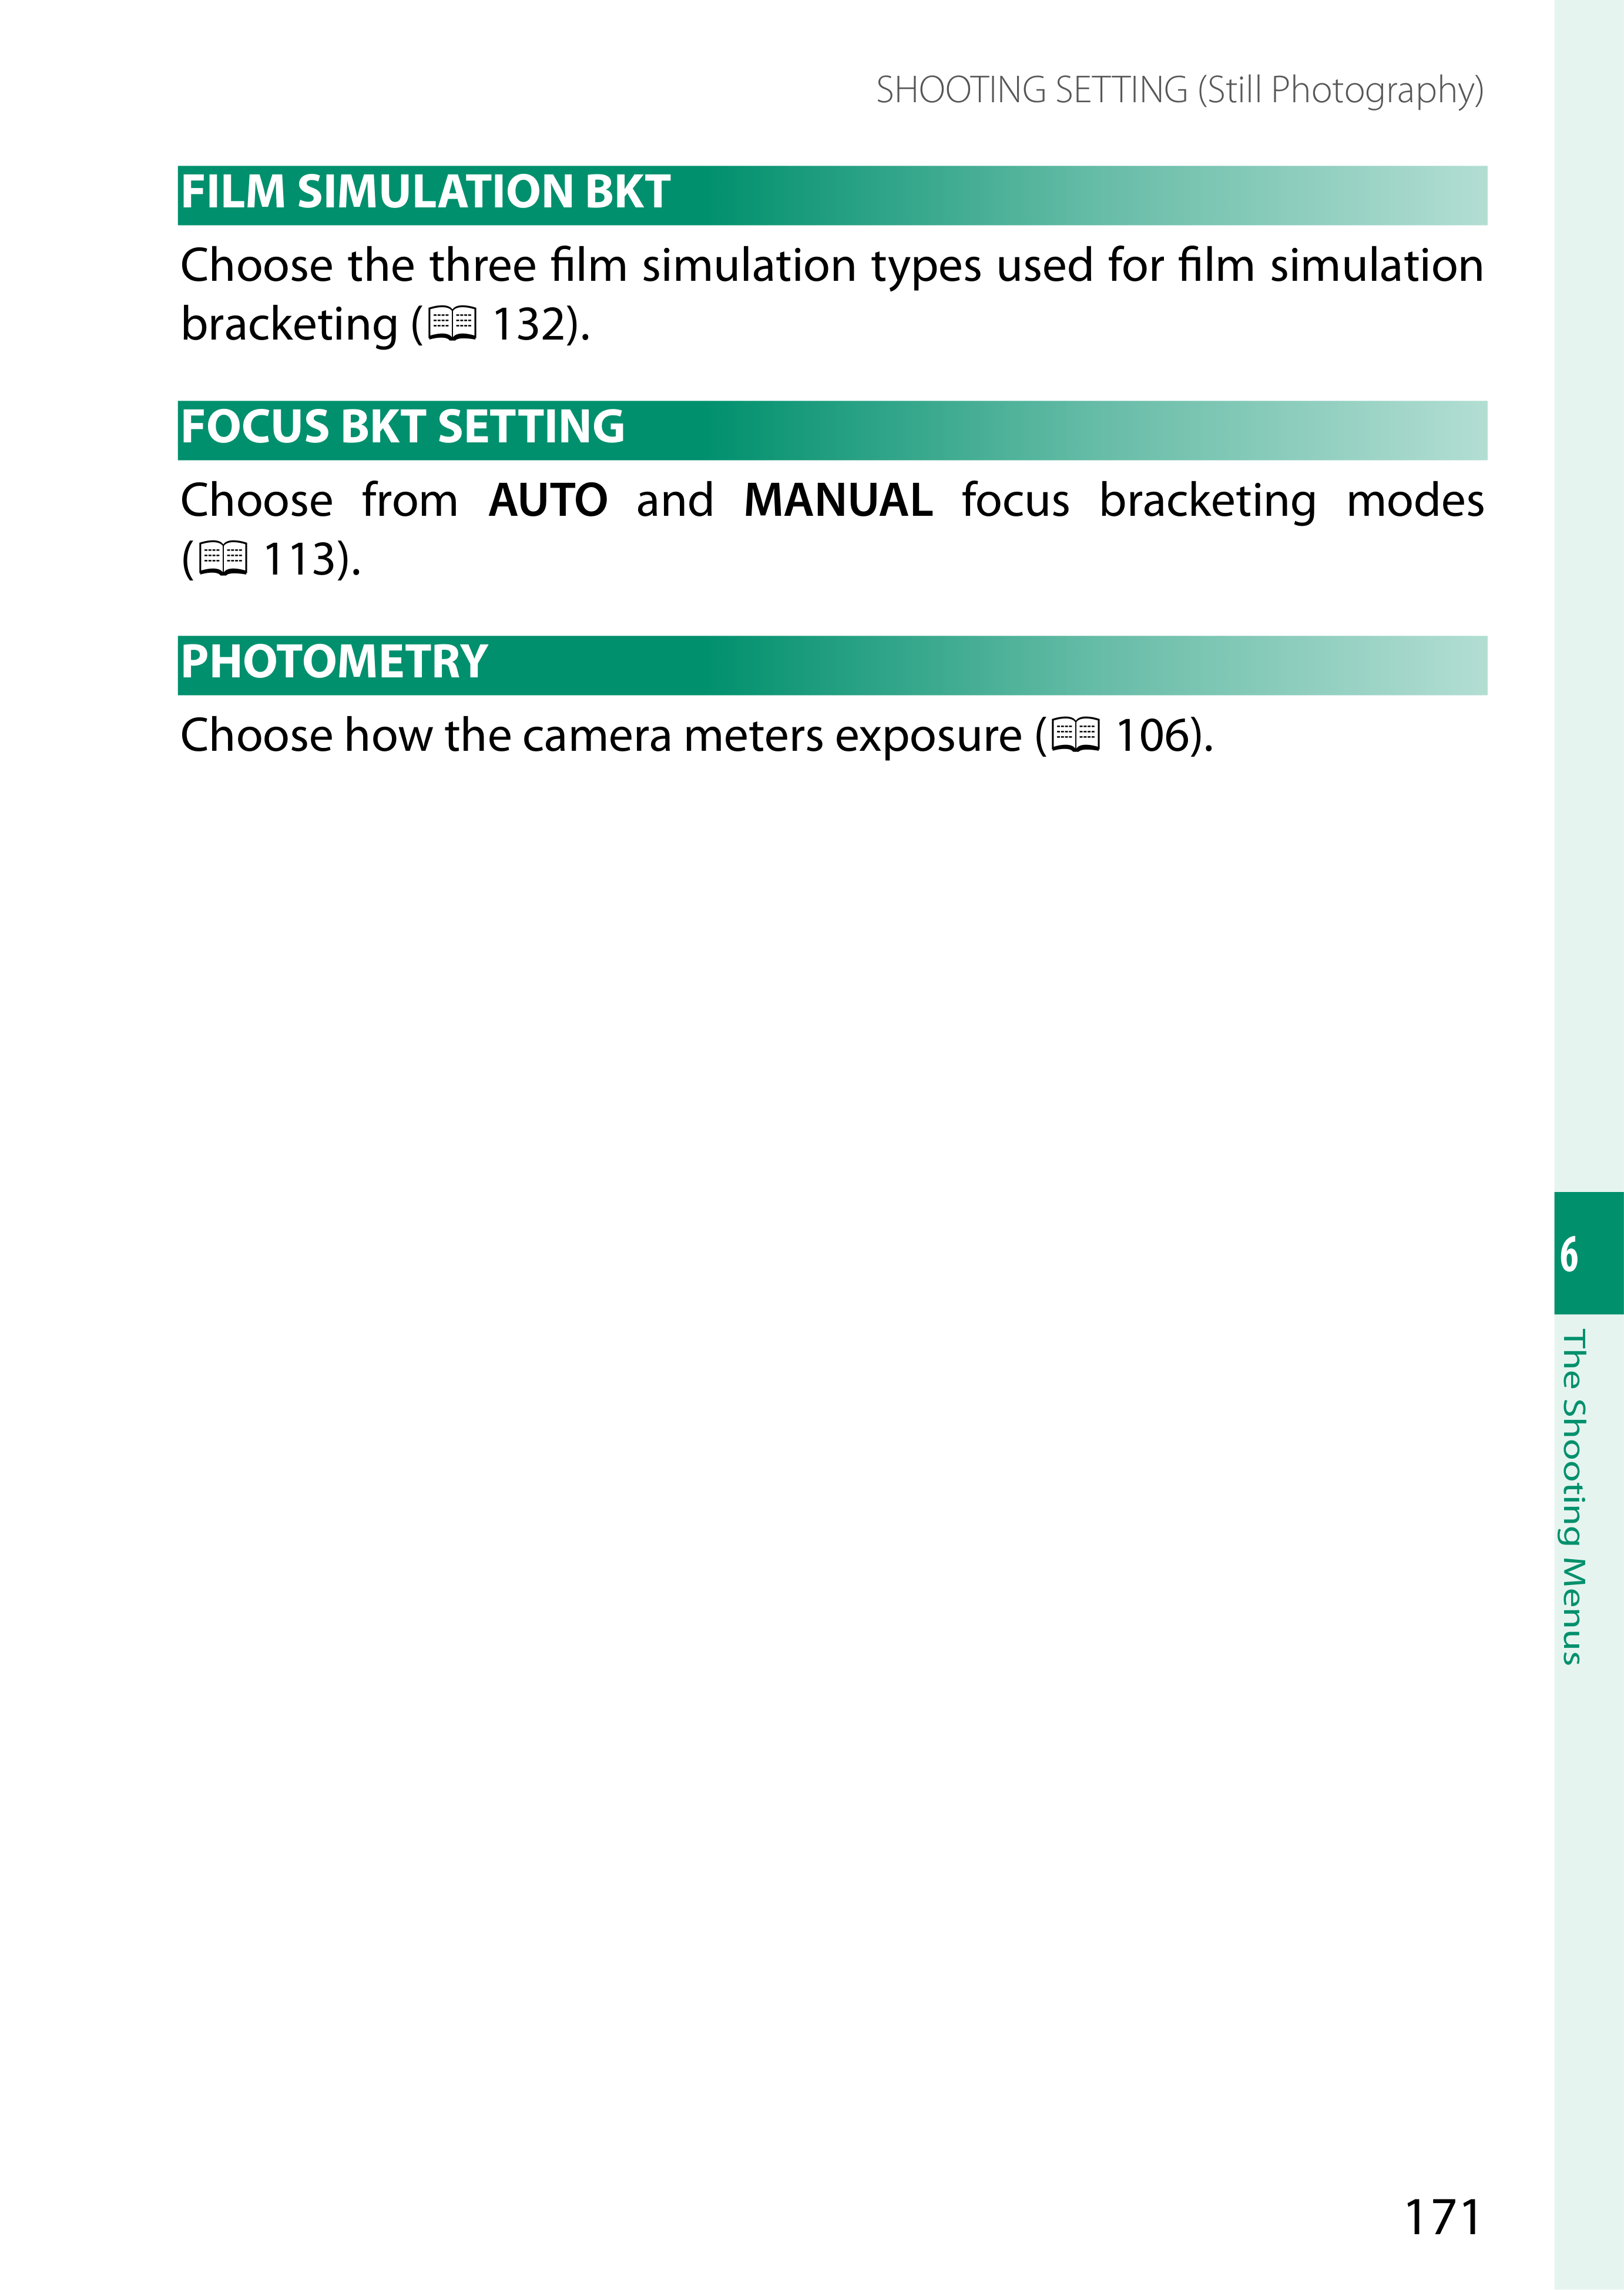 SHOOTING SETTING (Still Photography)
FILM SIMULATION BKT
Choose the three film simulation types used for film simulation
bracketing (📖 132).
FOCUS BKT SETTING
Choose from AUTO and MANUAL focus bracketing modes
(📖 113).
PHOTOMETRY
Choose how the camera meters exposure (📖 106).
6
The Shooting Menus
171